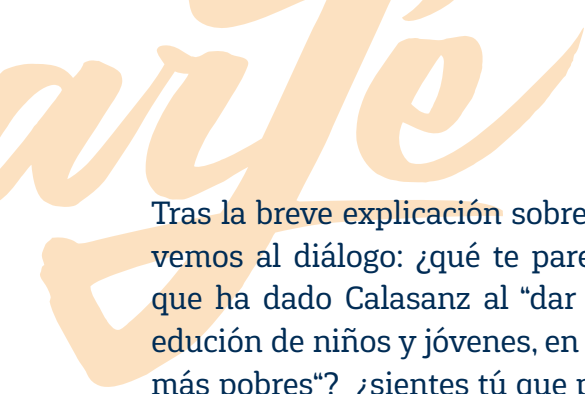 arte
Tras la breve explicación sobre
vemos al diálogo: ¿qué te pare
que ha dado Calasanz al “dar
edución de niños y jóvenes, en
más pobres“? ¿sientes tú que